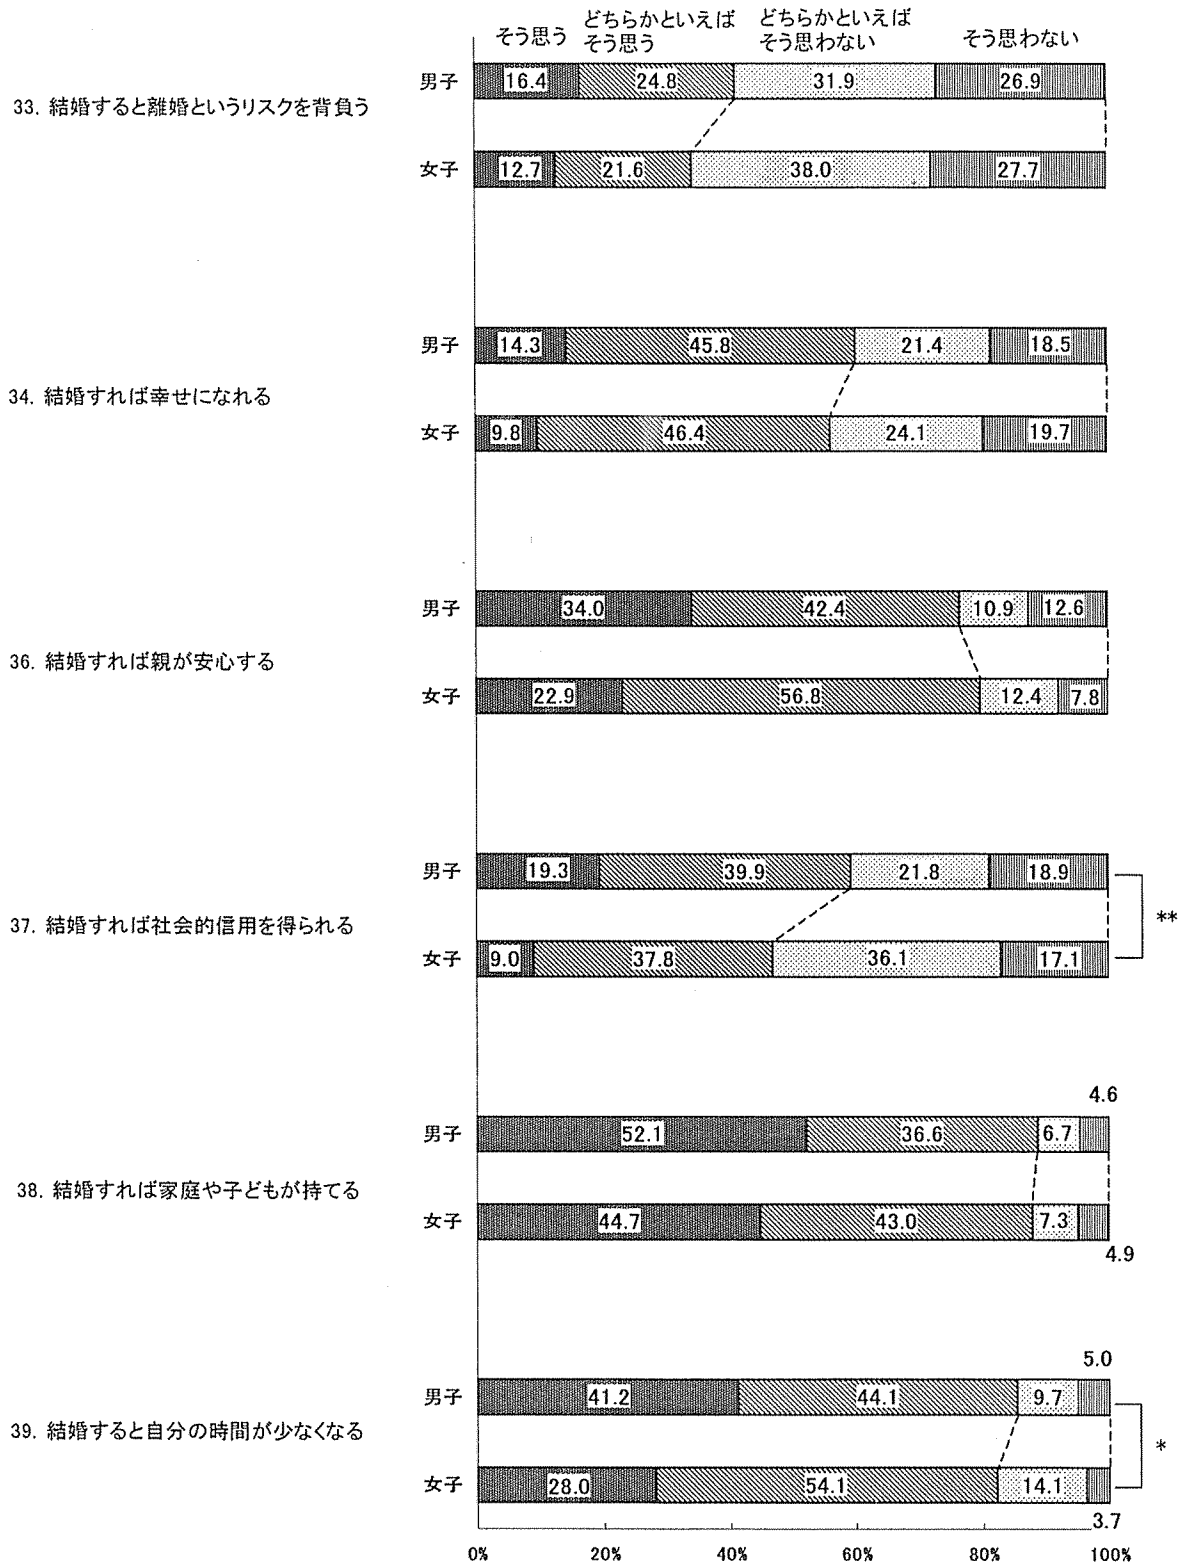 そう思う
どちらかといえば
そう思う
どちらかといえば
そう思わない
そう思わない
33. 結婚すると離婚というリスクを背負う
男子 16.4 24.8 31.9 26.9
女子 12.7 21.6 38.0 27.7
34. 結婚すれば幸せになれる
男子 14.3 45.8 21.4 18.5
女子 9.8 46.4 24.1 19.7
36. 結婚すれば親が安心する
男子 34.0 42.4 10.9 12.6
女子 22.9 56.8 12.4 7.8
37. 結婚すれば社会的信用を得られる
男子 19.3 39.9 21.8 18.9
女子 9.0 37.8 36.1 17.1
**
38. 結婚すれば家庭や子どもが持てる
男子 52.1 36.6 6.7 4.6
女子 44.7 43.0 7.3 4.9
39. 結婚すると自分の時間が少なくなる
男子 41.2 44.1 9.7 5.0
女子 28.0 54.1 14.1 3.7
*
0% 20% 40% 60% 80% 100%